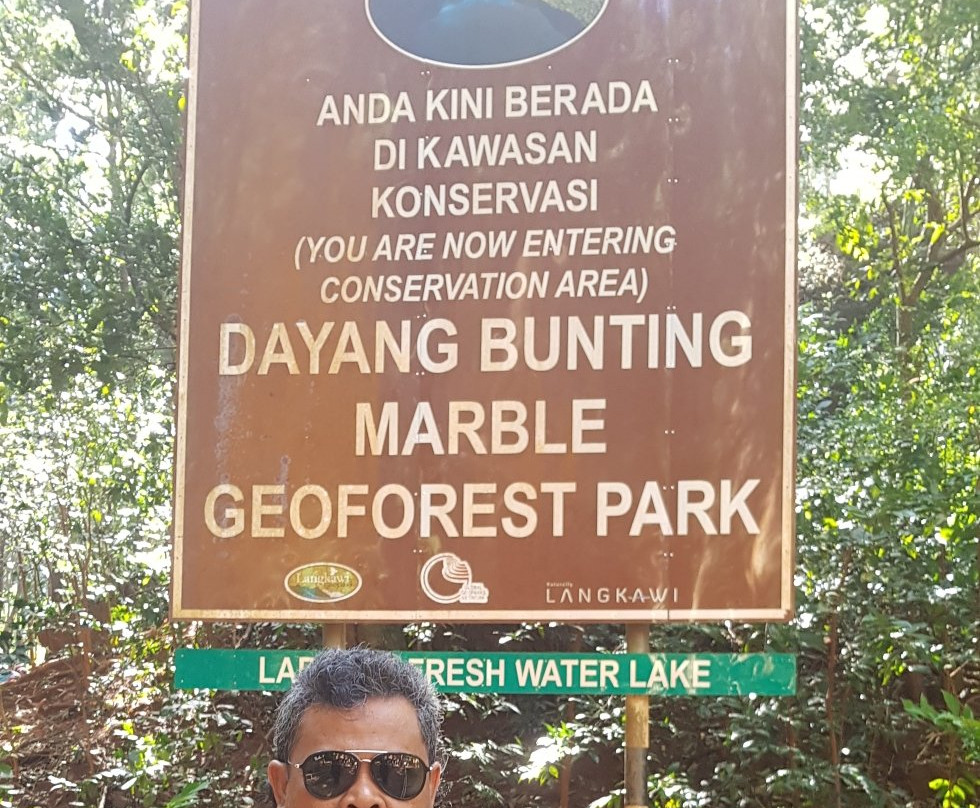 ANDA KINI BERADA
DI KAWASAN
KONSERVASI
(YOU ARE NOW ENTERING
CONSERVATION AREA)
DAYANG BUNTING
MARBLE
GEOFOREST PARK
Langkawi
Naturally
LANGKAWI
FRESH WATER LAKE